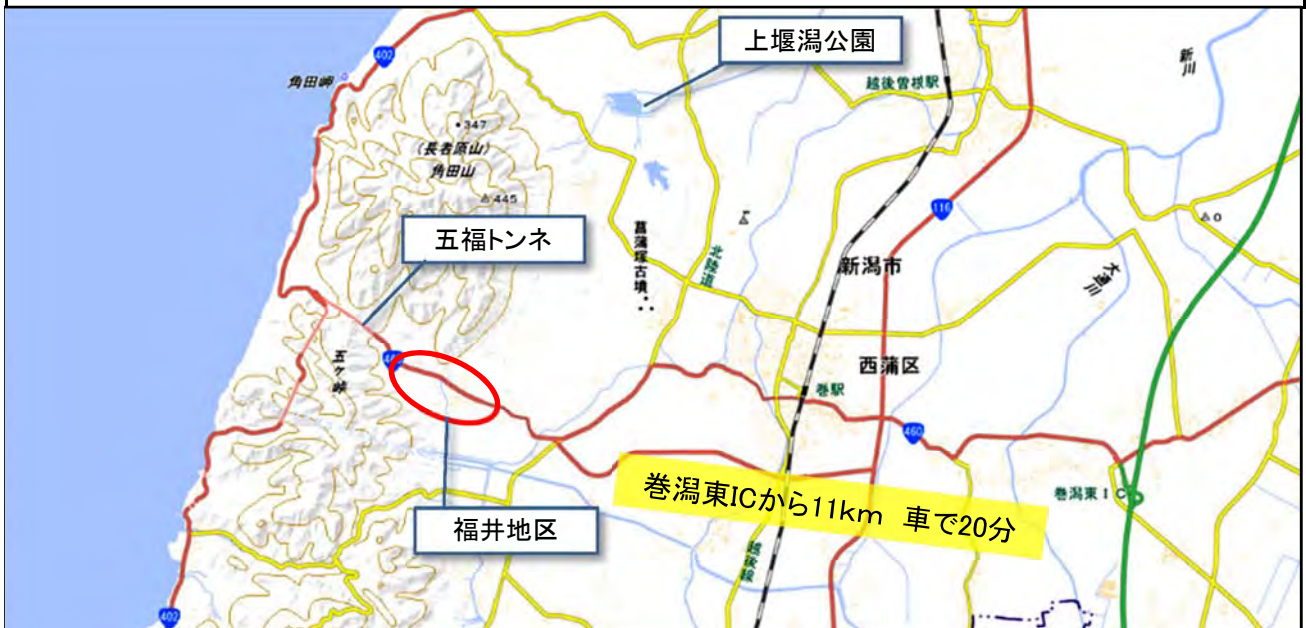 上堰潟公園
402
新川
角田岬
越後曽根駅
・347
(長者原山)
角田山
445
116
五福トンネ
菖蒲塚古墳
北陸道
新潟市
大通川
五ヶ峠
西蒲区
巻駅
460
巻潟東IC
巻潟東ICから11km 車で20分
福井地区
越後線
402